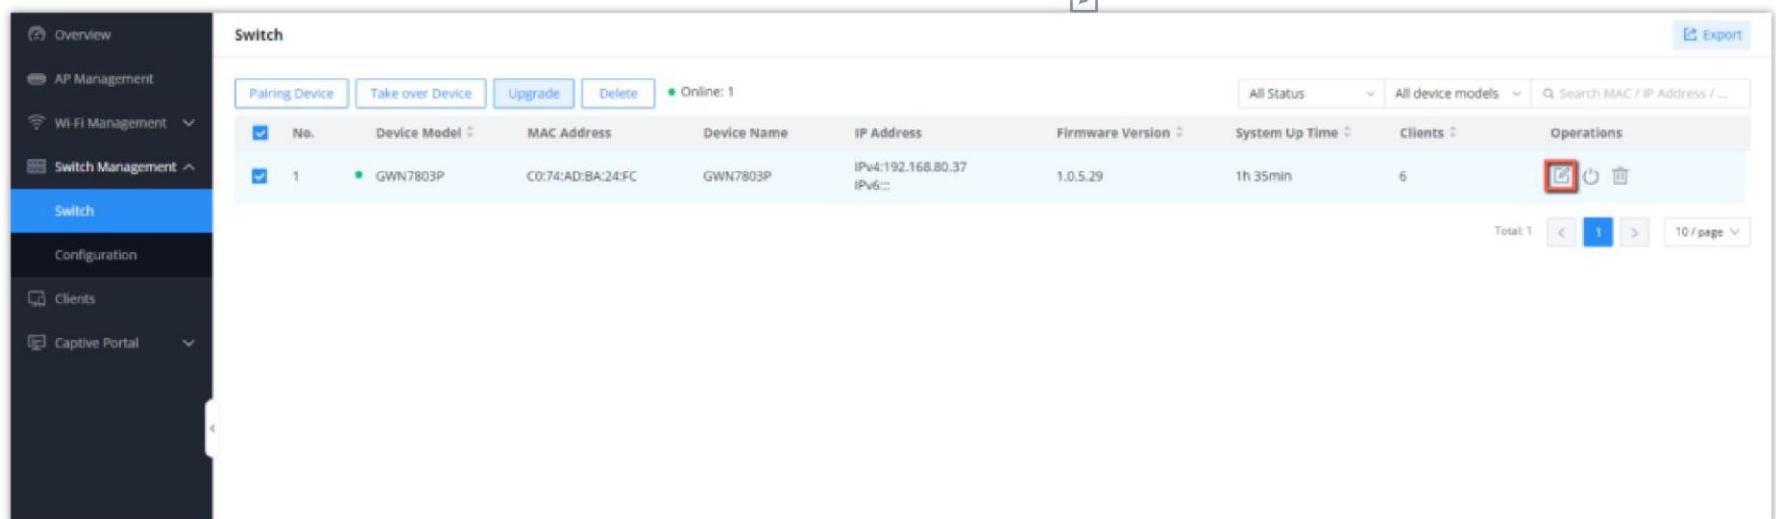 Overview
AP Management
Wi-Fi Management
Switch Management
Switch
Configuration
Clients
Captive Portal
Switch
Export
Pairing Device Take over Device Upgrade Delete Online: 1 All Status All device models Search MAC / IP Address / ...
No. Device Model MAC Address Device Name IP Address Firmware Version System Up Time Clients Operations
1 GWN7803P C0:74:AD:BA:24:FC GWN7803P IPv4:192.168.80.37 1.0.5.29 1h 35min 6
IPv6:::
Total: 1 < 1 > 10 / page